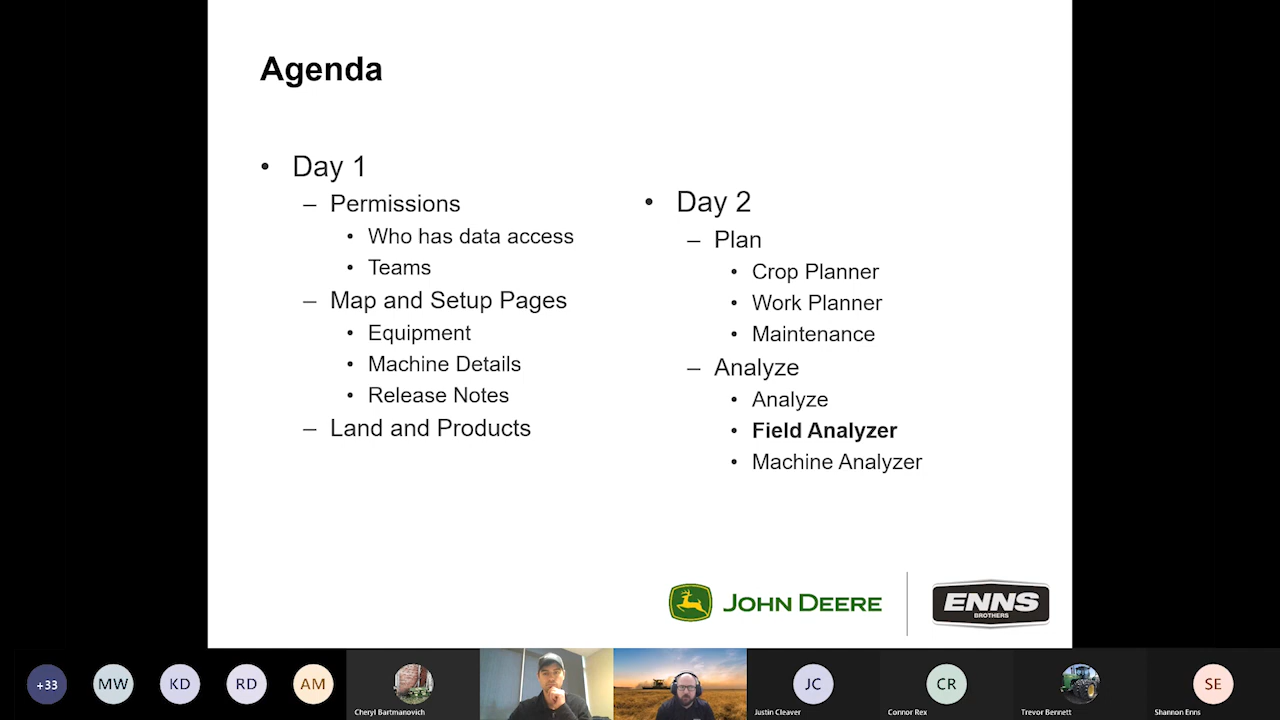 Agenda
• Day 1
– Permissions
• Who has data access
• Teams
– Map and Setup Pages
• Equipment
• Machine Details
• Release Notes
– Land and Products
• Day 2
– Plan
• Crop Planner
• Work Planner
• Maintenance
– Analyze
• Analyze
• Field Analyzer
• Machine Analyzer
JOHN DEERE
ENNS
BROTHERS
+33
MW
KD
RD
AM
Cheryl Bartmanovich
JC
Justin Cleaver
CR
Connor Rex
Trevor Bennett
SE
Shannon Enns